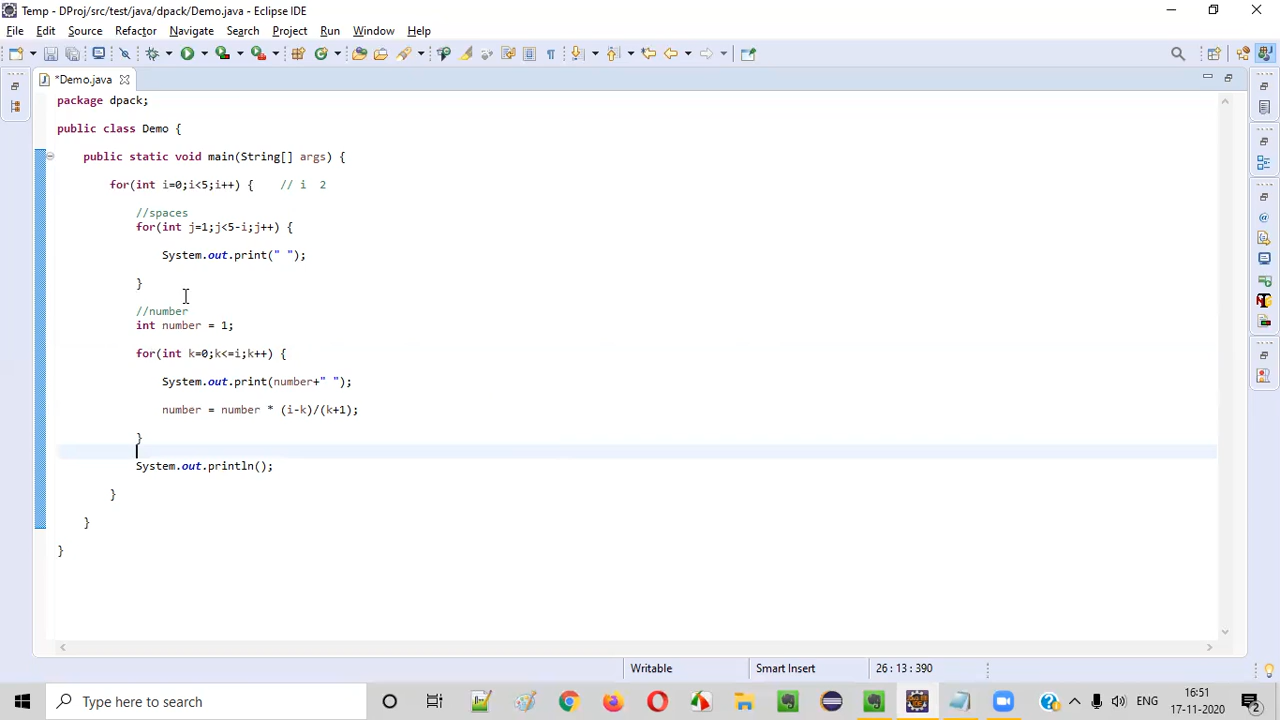 Temp - DProj/src/test/java/dpack/Demo.java - Eclipse IDE
File Edit Source Refactor Navigate Search Project Run Window Help
*Demo.java
package dpack;
public class Demo {
public static void main(String[] args) {
for(int i=0;i<5;i++) { // i 2
//spaces
for(int j=1;j<5-i;j++) {
System.out.print(" ");
}
//number
int number = 1;
for(int k=0;k<=i;k++) {
System.out.print(number+" ");
number = number * (i-k)/(k+1);
}
System.out.println();
}
}
}
Writable Smart Insert 26 : 13 : 390
Type here to search
ENG
16:51
17-11-2020
2